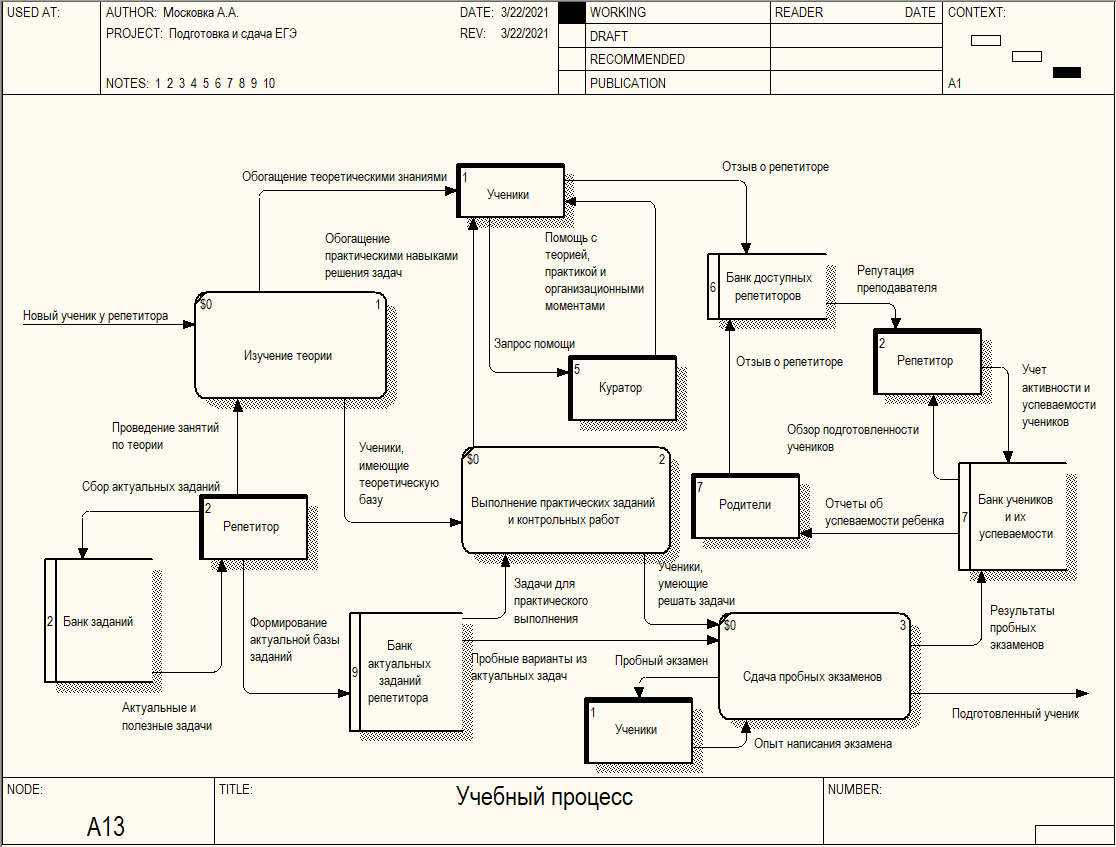 USED AT:
AUTHOR: Московка А.А.
DATE: 3/22/2021
PROJECT: Подготовка и сдача ЕГЭ
REV: 3/22/2021
NOTES: 1 2 3 4 5 6 7 8 9 10
WORKING
DRAFT
RECOMMENDED
PUBLICATION
READER
DATE
CONTEXT:
A1
Обогащение теоретическими знаниями
1
Ученики
Отзыв о репетиторе
Обогащение
практическими навыками
решения задач
Помощь с
теорией,
практикой и
организационными
моментами
6
Банк доступных
репетиторов
Репутация
преподавателя
Новый ученик у репетитора
$0
1
Изучение теории
Запрос помощи
5
Куратор
Отзыв о репетиторе
2
Репетитор
Учет
активности и
успеваемости
учеников
Проведение занятий
по теории
Ученики,
имеющие
теоретическую
базу
Обзор подготовленности
учеников
$0
2
Выполнение практических заданий
и контрольных работ
7
Родители
Отчеты об
успеваемости ребенка
7
Банк учеников
и их
успеваемости
Сбор актуальных заданий
2
Репетитор
2
Банк заданий
Актуальные и
полезные задачи
Формирование
актуальной базы
заданий
9
Банк
актуальных
заданий
репетитора
Задачи для
практического
выполнения
Ученики,
умеющие
решать задачи
Пробные варианты из
актуальных задач
Пробный экзамен
$0
3
Сдача пробных экзаменов
Результаты
пробных
экзаменов
Подготовленный ученик
1
Ученики
Опыт написания экзамена
NODE:
A13
TITLE:
Учебный процесс
NUMBER: